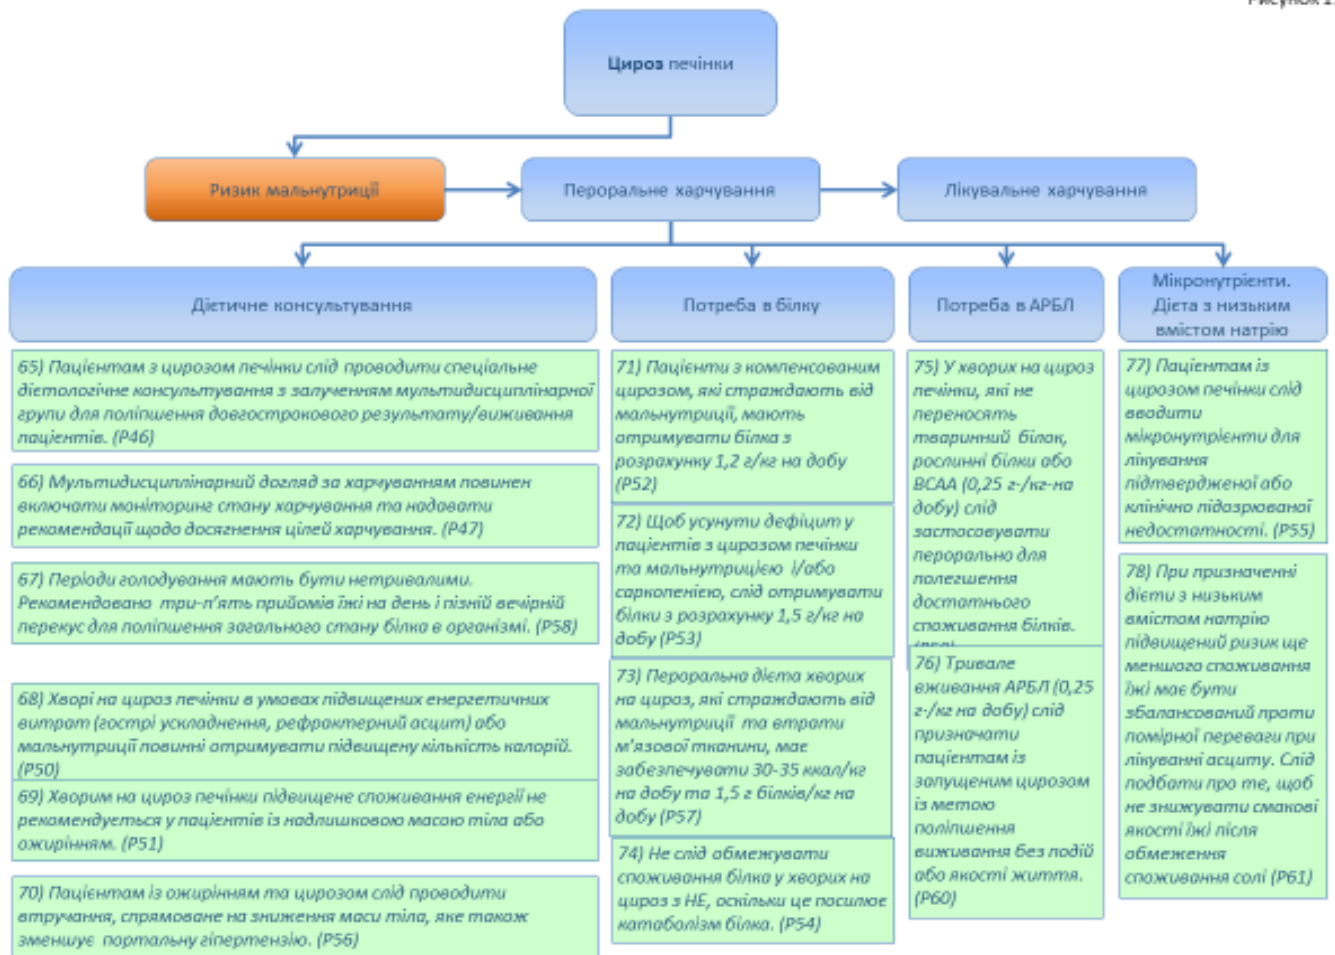 Рисунок
Цироз печінки
Ризик мальнутриції
Пероральне харчування
Лікувальне харчування
Дієтичне консультування
Потреба в білку
Потреба в АРБЛ
Мікронутрієнти.
Дієта з низьким
вмістом натрію
65) Пацієнтам з цирозом печінки слід проводити спеціальне
дієтологічне консультування з залученням мультидисциплінарної
групи для поліпшення довгострокового результату/виживання
пацієнтів. (P46)
66) Мультидисциплінарний догляд за харчуванням повинен
включати моніторинг стану харчування та надавати
рекомендації щодо досягнення цілей харчування. (P47)
67) Періоди голодування мають бути нетривалими.
Рекомендовано три-п'ять прийомів їжі на день і пізній вечірній
перекус для поліпшення загального стану білка в організмі. (P58)
68) Хворі на цироз печінки в умовах підвищених енергетичних
витрат (гострі ускладнення, рефрактерний асцит) або
мальнутриції повинні отримувати підвищену кількість калорій.
(P50)
69) Хворим на цироз печінки підвищене споживання енергії не
рекомендується у пацієнтів із надлишковою масою тіла або
ожирінням. (P51)
70) Пацієнтам із ожирінням та цирозом слід проводити
втручання, спрямоване на зниження маси тіла, яке також
зменшує портальну гіпертензію. (P56)
71) Пацієнти з компенсованим
цирозом, які страждають від
мальнутриції, мають
отримувати білка з
розрахунку 1,2 г/кг на добу
(P52)
72) Щоб усунути дефіцит у
пацієнтів з цирозом печінки
та мальнутрицією і/або
саркопенією, слід отримувати
білки з розрахунку 1,5 г/кг на
добу (P53)
73) Пероральна дієта хворих
на цироз, які страждають від
мальнутриції та втрати
м'язової тканини, має
забезпечувати 30-35 ккал/кг
на добу та 1,5 г білків/кг на
добу (P57)
74) Не слід обмежувати
споживання білка у хворих на
цироз з НЕ, оскільки це посилює
катаболізм білка. (P54)
75) У хворих на цироз
печінки, які не
переносять
тваринний білок,
рослинні білки або
BCAA (0,25 г-/кг-на
добу) слід
застосовувати
перорально для
полегшення
достатнього
споживання білків.
76) Тривале
вживання АРБЛ (0,25
г-/кг на добу) слід
призначати
пацієнтам із
запущеним цирозом
із метою
поліпшення
виживання без подій
або якості життя.
(P60)
77) Пацієнтам із
цирозом печінки слід
вводити
мікронутрієнти для
лікування
підтвердженої або
клінічно підозрюваної
недостатності. (P55)
78) При призначенні
дієти з низьким
вмістом натрію
підвищений ризик ще
меншого споживання
їжі має бути
збалансований проти
помірної переваги при
лікуванні асциту. Слід
подбати про те, щоб
не знижувати смакові
якості їжі після
обмеження
споживання солі (P61)